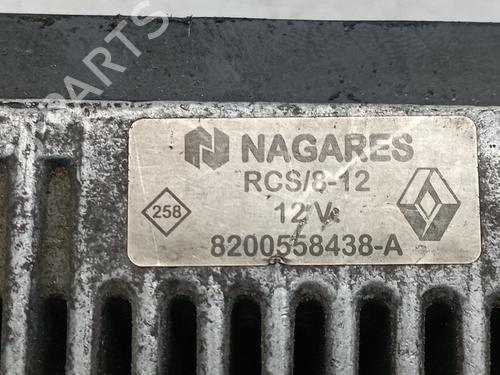 PARTS
NAGARES
RCS/8-12
258
12 V
8200558438-A